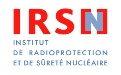 IRSN
INSTITUT
DE RADIOPROTECTION
ET DE SÛRETÉ NUCLÉAIRE